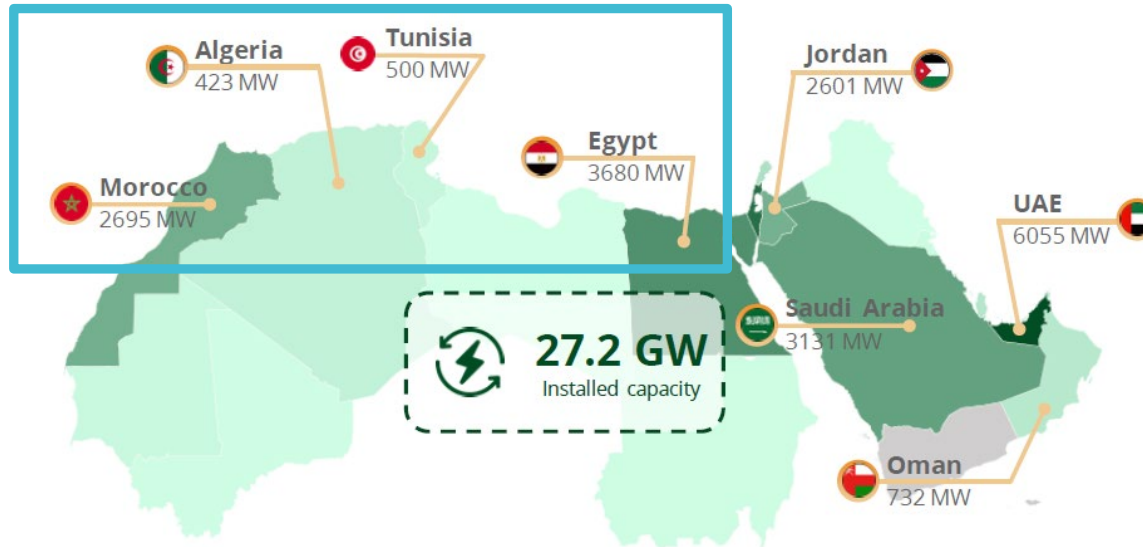 Algeria
423 MW
Tunisia
500 MW
Jordan
2601 MW
Egypt
3680 MW
Morocco
2695 MW
UAE
6055 MW
Saudi Arabia
3131 MW
27.2 GW
Installed capacity
Oman
732 MW